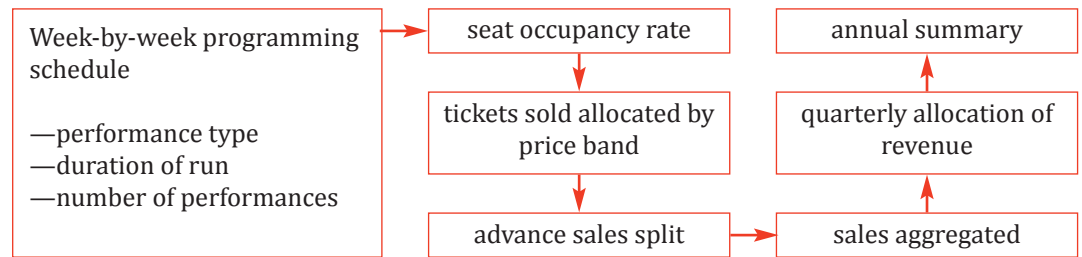 Week-by-week programming
schedule
—performance type
—duration of run
—number of performances
seat occupancy rate
tickets sold allocated by
price band
advance sales split
sales aggregated
quarterly allocation of
revenue
annual summary